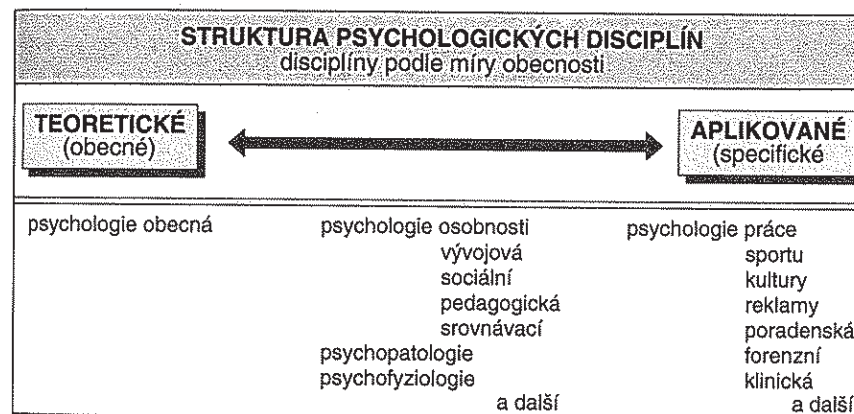 STRUKTURA PSYCHOLOGICKÝCH DISCIPLÍN
disciplíny podle míry obecnosti
TEORETICKÉ
(obecné)
APLIKOVANÉ
(specifické
psychologie obecná
psychologie osobnosti
vývojová
sociální
pedagogická
srovnávací
psychopatologie
psychofyziologie
a další
psychologie práce
sportu
kultury
reklamy
poradenská
forenzní
klinická
a další